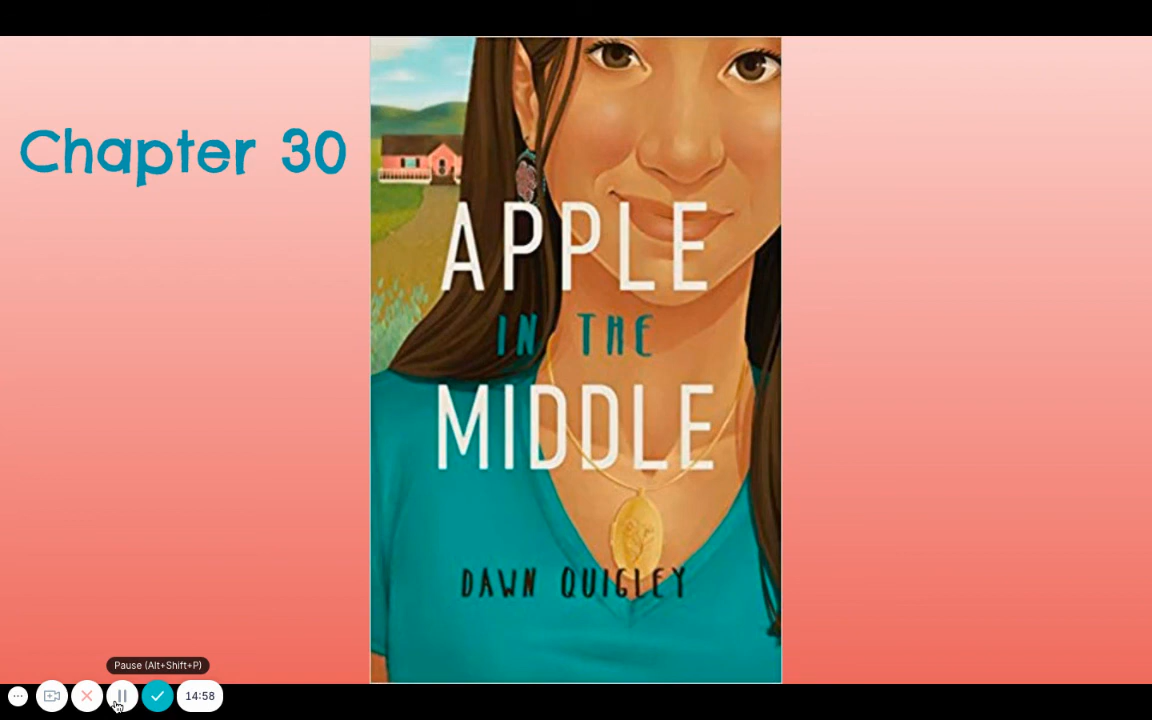 Chapter 30
APPLE
IN THE
MIDDLE
DAWN QUIGLEY
Pause (Alt+Shift+P)
14:58